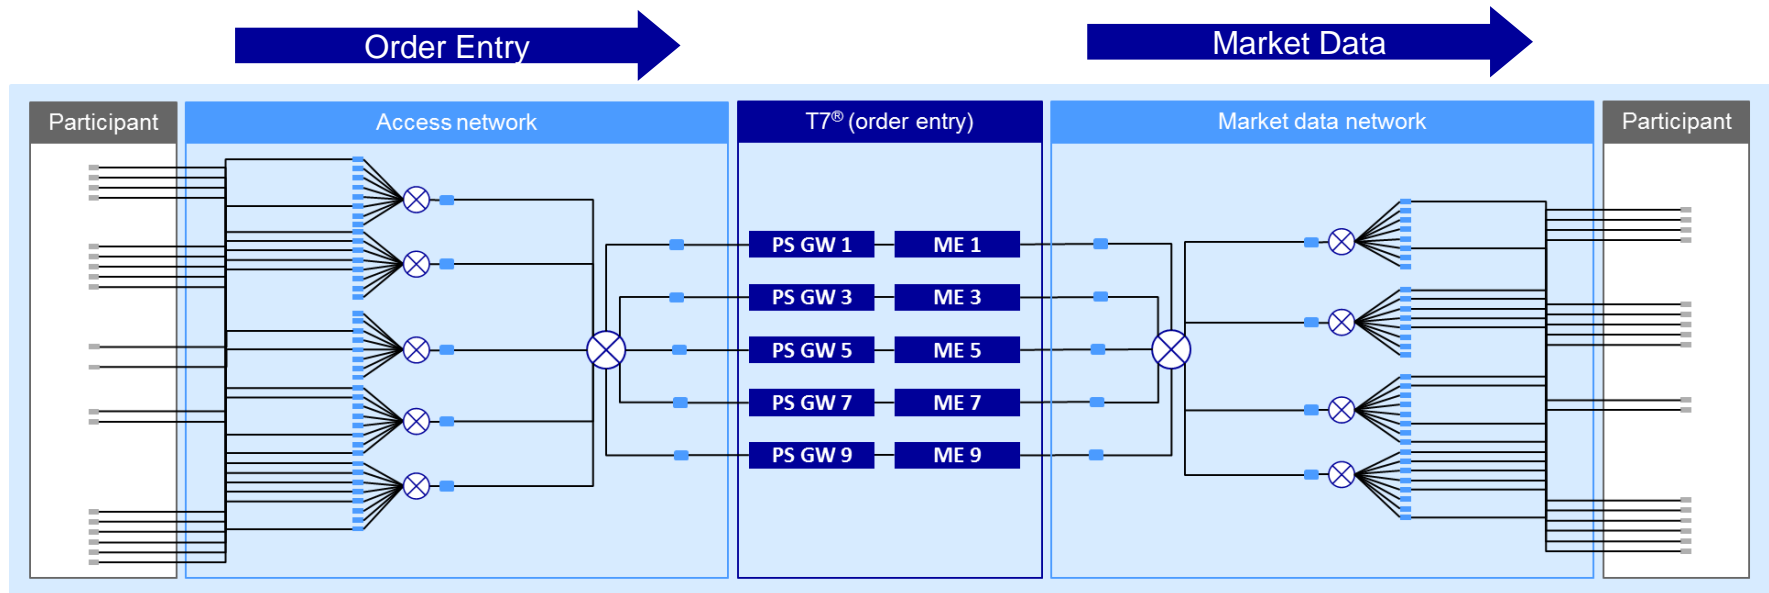 Order Entry
Market Data
Participant
Access network
T7® (order entry)
Market data network
Participant
PS GW 1
ME 1
PS GW 3
ME 3
PS GW 5
ME 5
PS GW 7
ME 7
PS GW 9
ME 9